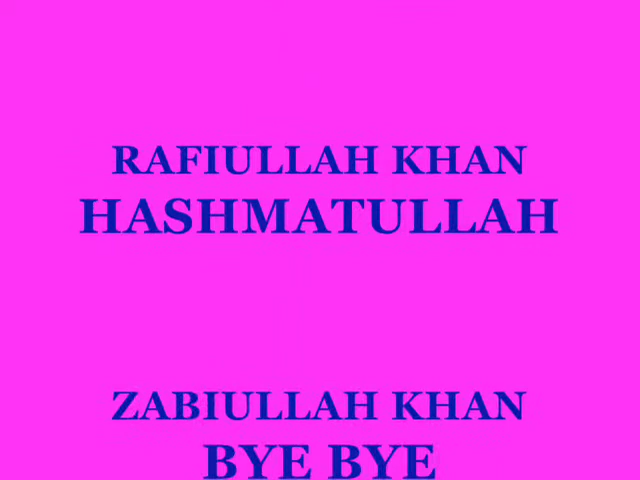 RAFIULLAH KHAN
HASHMATULLAH
ZABIULLAH KHAN
BYE BYE